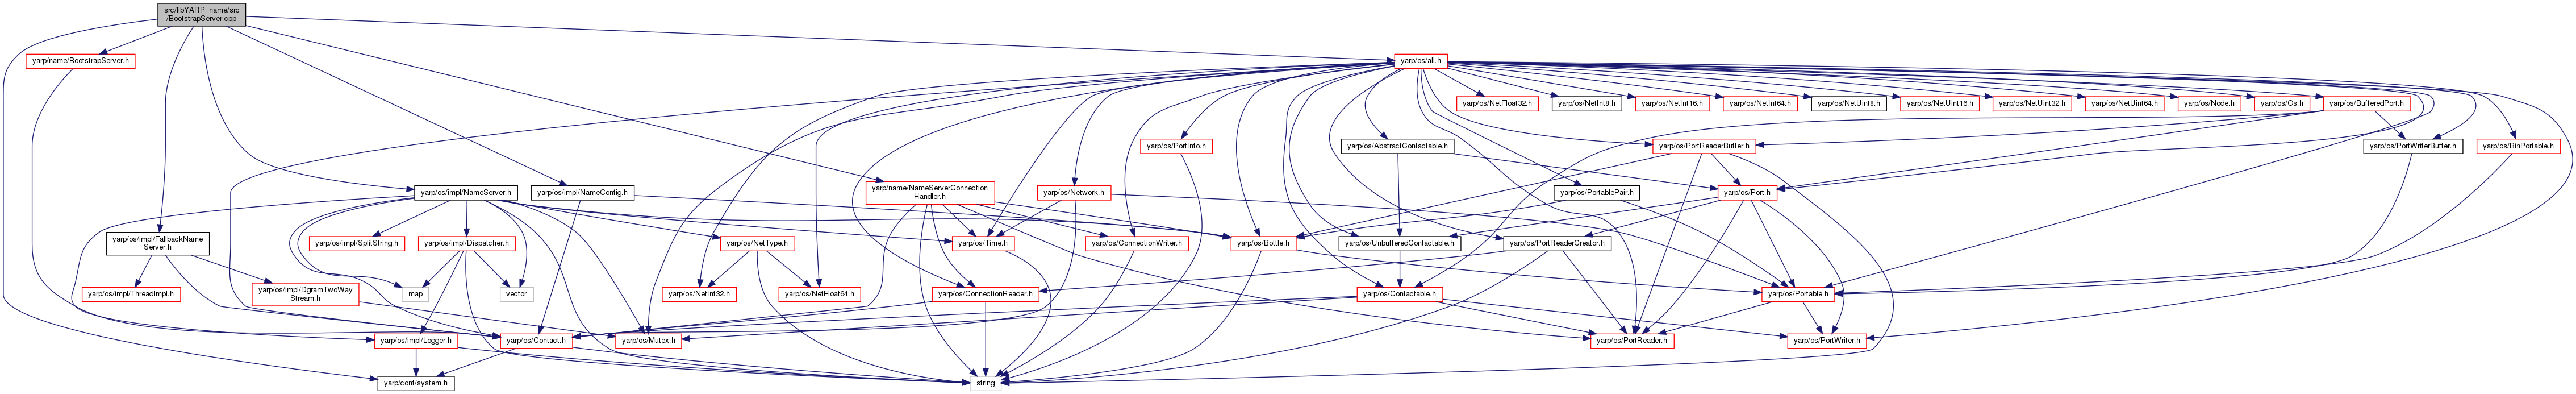 src/libYARP_name/src
/BootstrapServer.cpp
yarp/name/BootstrapServer.h
yarp/os/all.h
yarp/os/NetFloat32.h
yarp/os/NetInt8.h
yarp/os/NetInt16.h
yarp/os/NetInt64.h
yarp/os/NetUint8.h
yarp/os/NetUint16.h
yarp/os/NetUint32.h
yarp/os/NetUint64.h
yarp/os/Node.h
yarp/os/Os.h
yarp/os/BufferedPort.h
yarp/os/PortInfo.h
yarp/os/AbstractContactable.h
yarp/os/PortReaderBuffer.h
yarp/os/PortWriterBuffer.h
yarp/os/BinPortable.h
yarp/os/impl/NameServer.h
yarp/os/impl/NameConfig.h
yarp/name/NameServerConnection
Handler.h
yarp/os/Network.h
yarp/os/PortablePair.h
yarp/os/Port.h
yarp/os/impl/FallbackName
Server.h
yarp/os/impl/SplitString.h
yarp/os/impl/Dispatcher.h
yarp/os/NetType.h
yarp/os/Time.h
yarp/os/ConnectionWriter.h
yarp/os/Bottle.h
yarp/os/UnbufferedContactable.h
yarp/os/PortReaderCreator.h
yarp/os/impl/ThreadImpl.h
yarp/os/impl/DgramTwoWay
Stream.h
map
vector
yarp/os/NetInt32.h
yarp/os/NetFloat64.h
yarp/os/ConnectionReader.h
yarp/os/Contactable.h
yarp/os/Portable.h
yarp/os/impl/Logger.h
yarp/os/Contact.h
yarp/os/Mutex.h
yarp/os/PortReader.h
yarp/os/PortWriter.h
yarp/conf/system.h
string